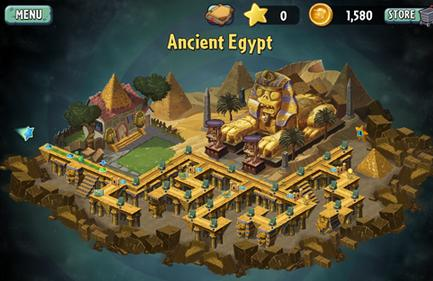 MENU
0
1,580
STORE
Ancient Egypt